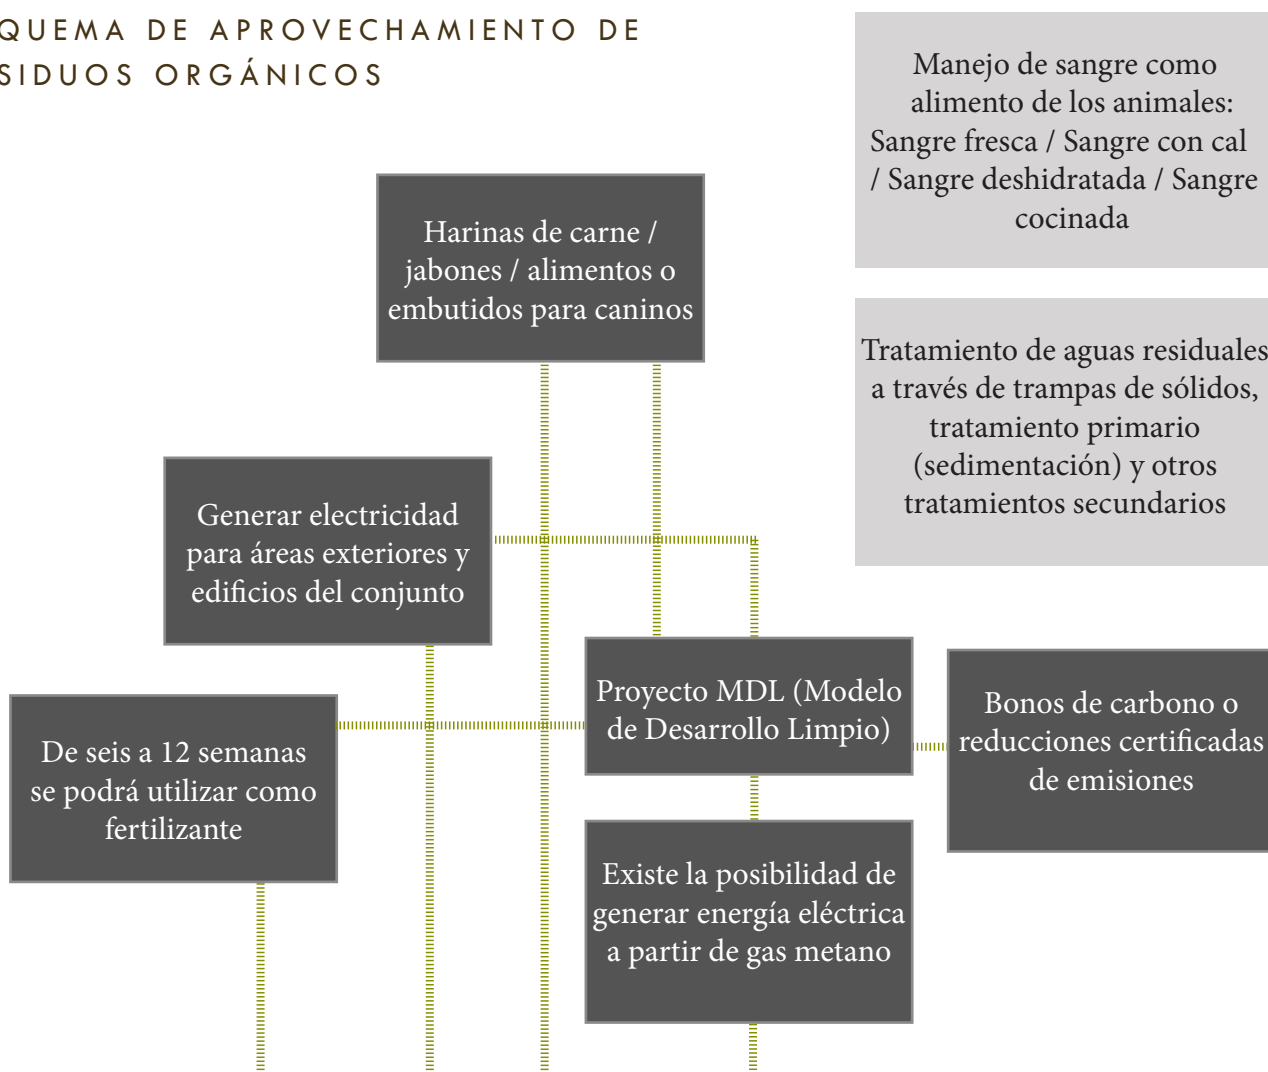 QUEMA DE APROVECHAMIENTO DE
SIDUOS ORGÁNICOS
Manejo de sangre como
alimento de los animales:
Sangre fresca / Sangre con cal
/ Sangre deshidratada / Sangre
cocinada
Harinas de carne /
jabones / alimentos o
embutidos para caninos
Tratamiento de aguas residuales
a través de trampas de sólidos,
tratamiento primario
(sedimentación) y otros
tratamientos secundarios
Generar electricidad
para áreas exteriores y
edificios del conjunto
Proyecto MDL (Modelo
de Desarrollo Limpio)
Bonos de carbono o
reducciones certificadas
de emisiones
De seis a 12 semanas
se podrá utilizar como
fertilizante
Existe la posibilidad de
generar energía eléctrica
a partir de gas metano